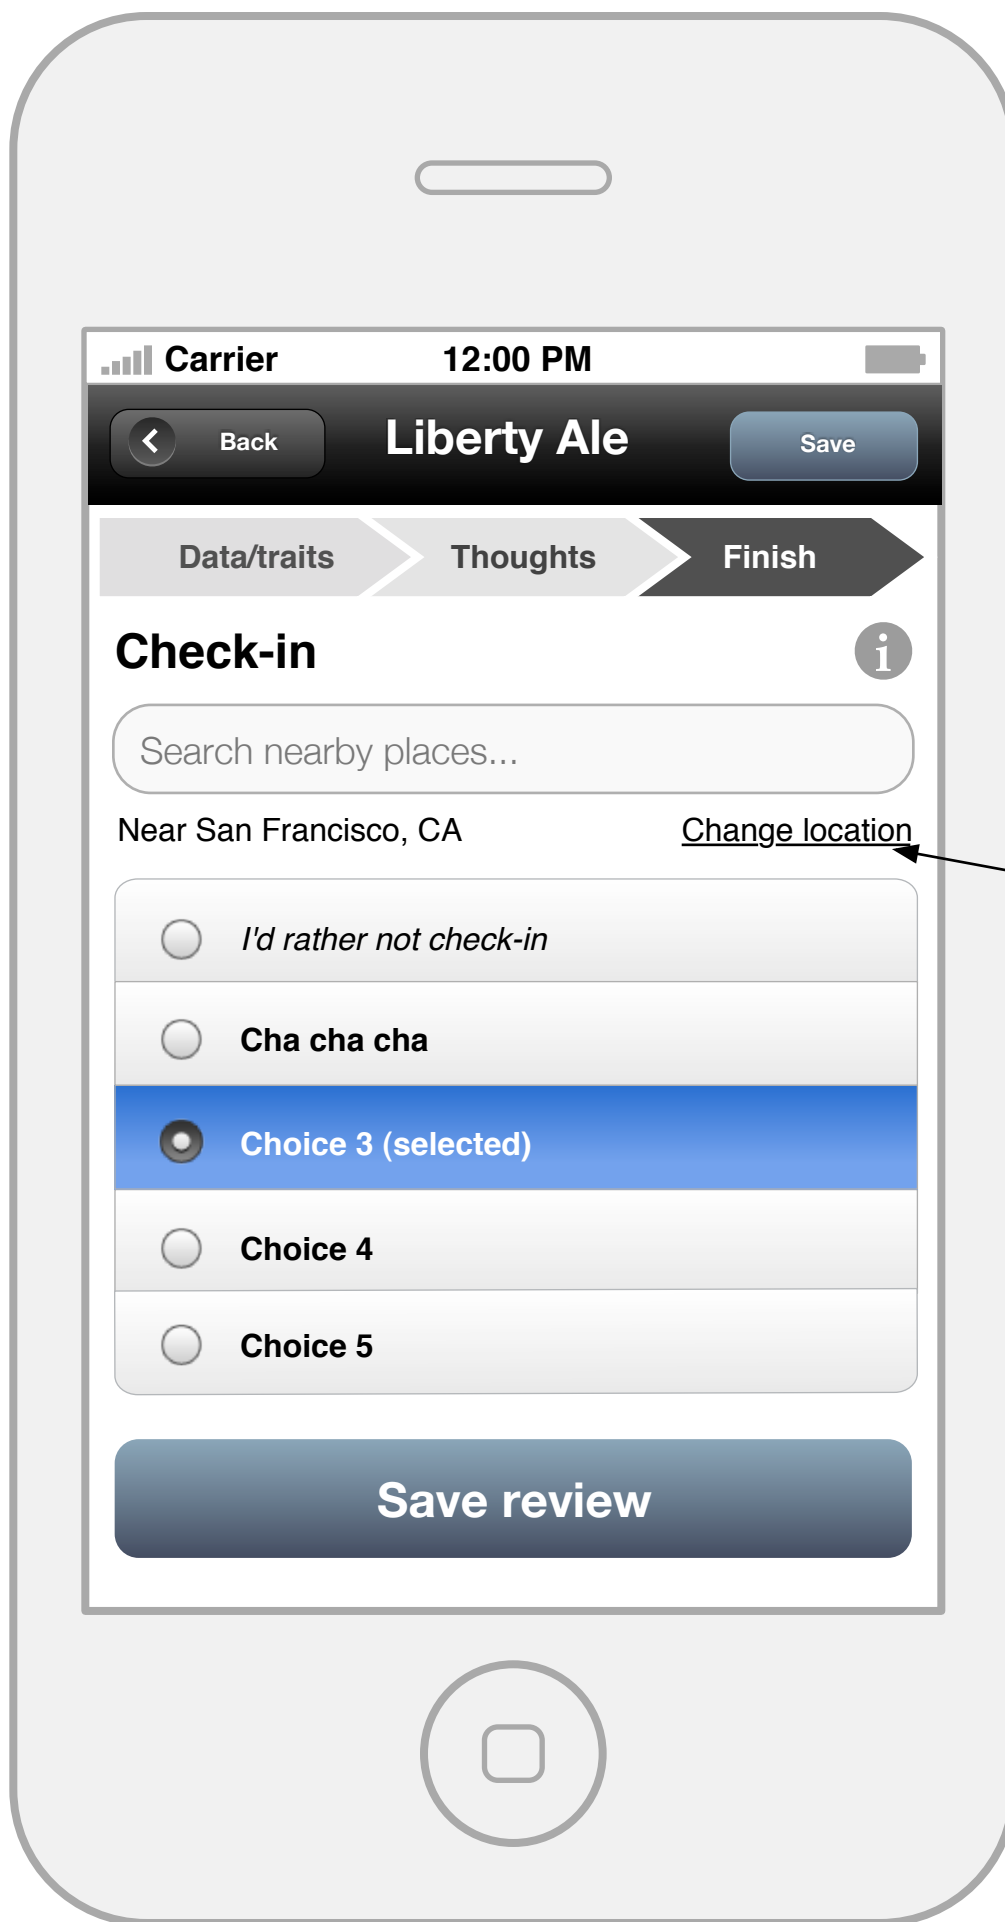 Carrier 12:00 PM
Back Liberty Ale Save
Data/traits Thoughts Finish
Check-in i
Search nearby places...
Near San Francisco, CA Change location
I'd rather not check-in
Cha cha cha
Choice 3 (selected)
Choice 4
Choice 5
Save review